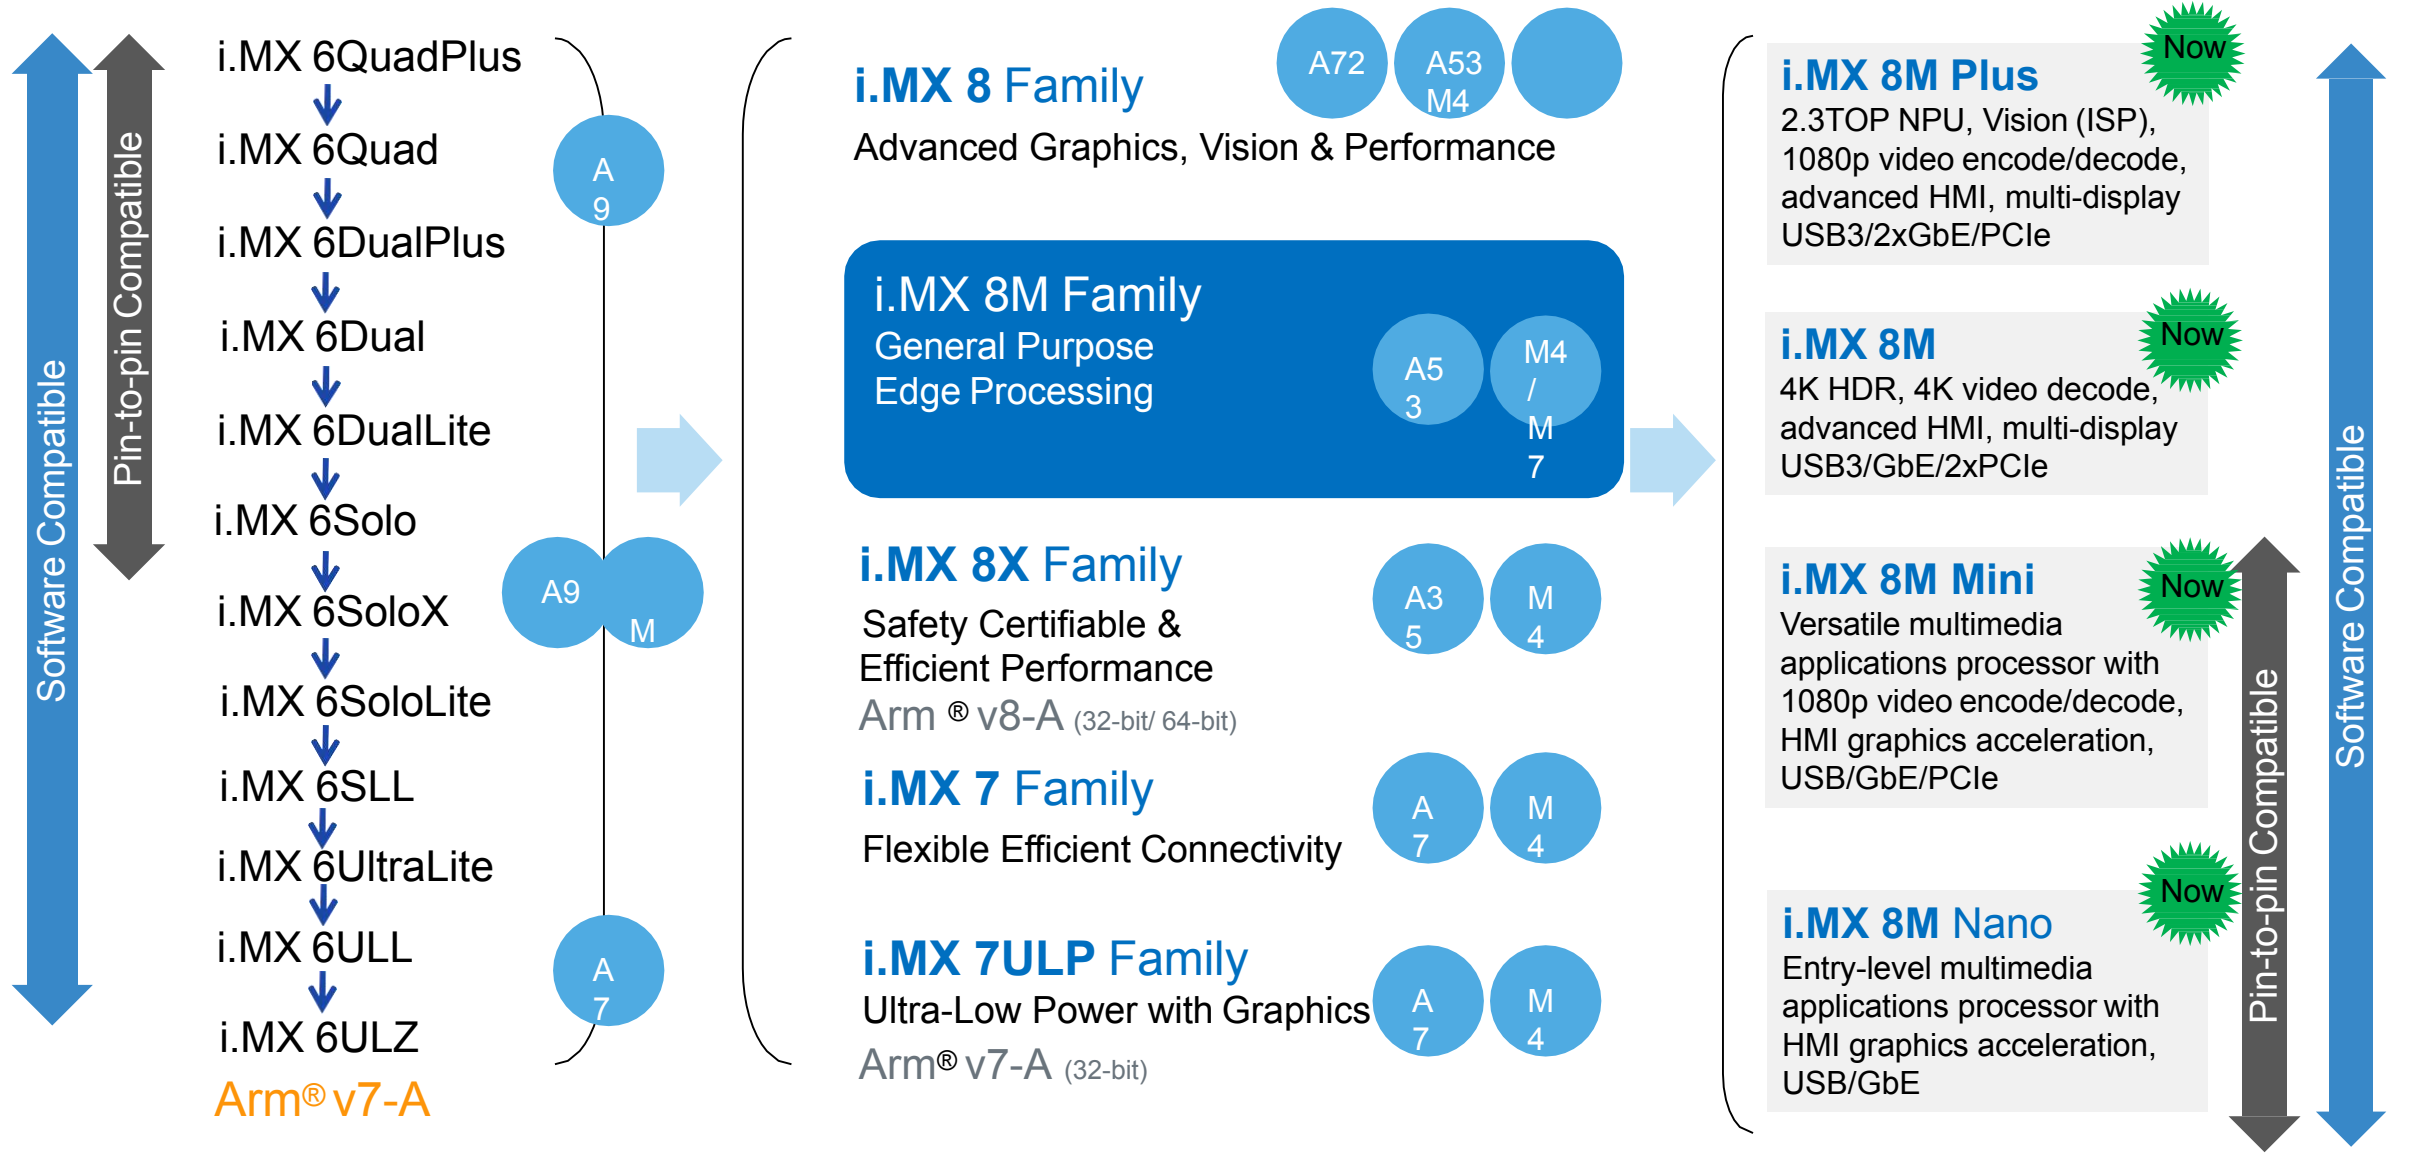 Software Compatible
Pin-to-pin Compatible
i.MX 6QuadPlus
i.MX 6Quad
i.MX 6DualPlus
i.MX 6Dual
i.MX 6DualLite
i.MX 6Solo
i.MX 6SoloX
i.MX 6SoloLite
i.MX 6SLL
i.MX 6UltraLite
i.MX 6ULL
i.MX 6ULZ
Arm® v7-A
A
9
A9
M
A
7
i.MX 8 Family
A72
A53
M4
Advanced Graphics, Vision & Performance
i.MX 8M Family
General Purpose
Edge Processing
A5
3
M4
/
M
7
i.MX 8X Family
Safety Certifiable &
Efficient Performance
Arm ® v8-A (32-bit/ 64-bit)
A3
5
M
4
i.MX 7 Family
Flexible Efficient Connectivity
A
7
M
4
i.MX 7ULP Family
Ultra-Low Power with Graphics
Arm® v7-A (32-bit)
A
7
M
4
Now
i.MX 8M Plus
2.3TOP NPU, Vision (ISP),
1080p video encode/decode,
advanced HMI, multi-display
USB3/2xGbE/PCIe
Now
i.MX 8M
4K HDR, 4K video decode,
advanced HMI, multi-display
USB3/GbE/2xPCIe
Now
i.MX 8M Mini
Versatile multimedia
applications processor with
1080p video encode/decode,
HMI graphics acceleration,
USB/GbE/PCIe
Now
i.MX 8M Nano
Entry-level multimedia
applications processor with
HMI graphics acceleration,
USB/GbE
Pin-to-pin Compatible
Software Compatible